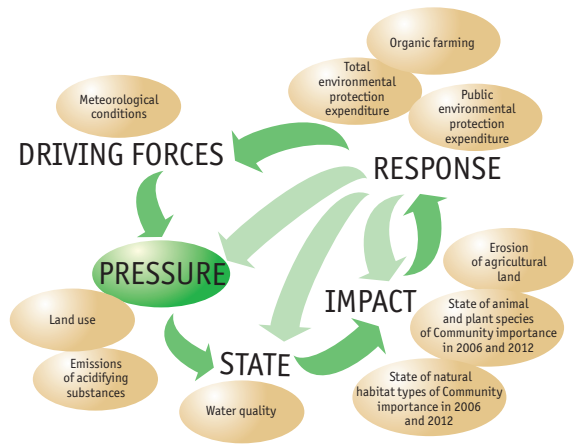 Organic farming
Total
environmental
protection
expenditure
Public
environmental
protection
expenditure
Meteorological
conditions
DRIVING FORCES
RESPONSE
PRESSURE
Erosion
of agricultural
land
IMPACT
State of animal
and plant species
of Community importance
in 2006 and 2012
Land use
Emissions
of acidifying
substances
STATE
State of natural
habitat types of Community
importance in 2006
and 2012
Water quality